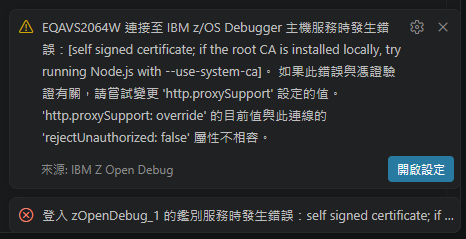 EQAVS2064W 連接至 IBM z/OS Debugger 主機服務時發生錯
誤：[self signed certificate; if the root CA is installed locally, try
running Node.js with --use-system-ca]。 如果此錯誤與憑證驗
證有關，請嘗試變更 'http.proxySupport' 設定的值。
'http.proxySupport: override' 的目前值與此連線的
'rejectUnauthorized: false' 屬性不相容。
來源: IBM Z Open Debug
開啟設定
登入 zOpenDebug_1 的鑑別服務時發生錯誤：self signed certificate; if ...